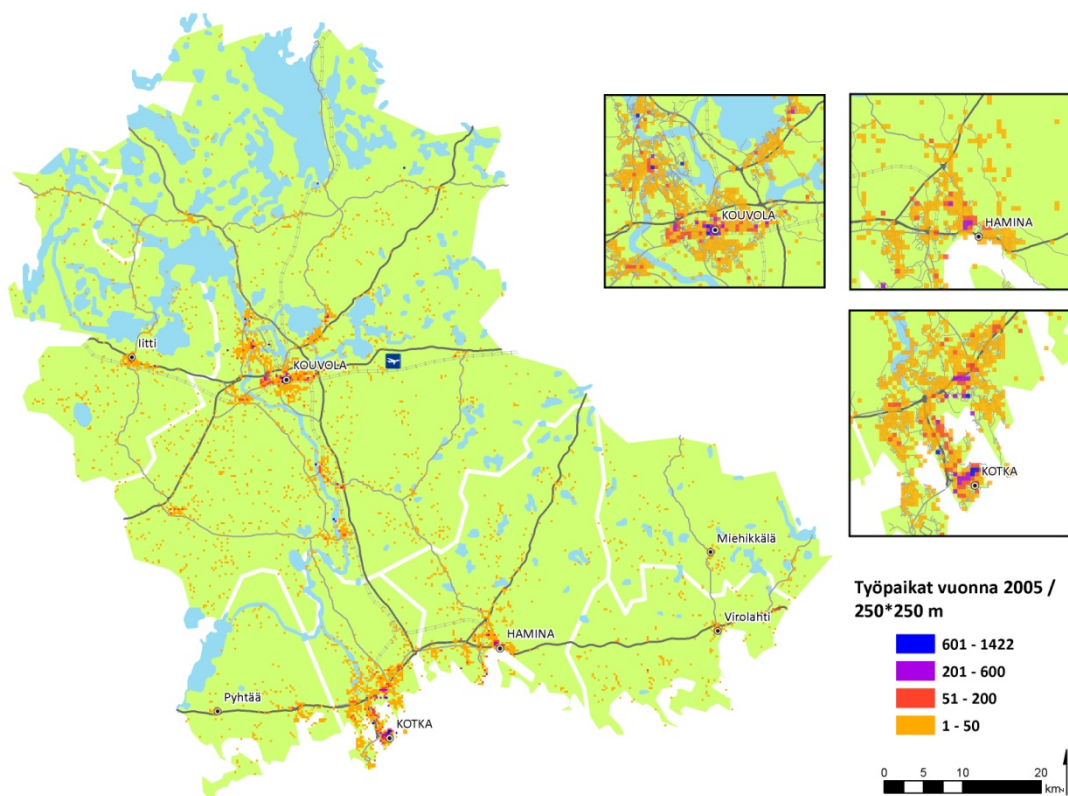 KOUVOLA
HAMINA
KOTKA
Iitti
KOUVOLA
Miehikkälä
Virolahti
HAMINA
Pyhtää
KOTKA
Työpaikat vuonna 2005 /
250*250 m
601 - 1422
201 - 600
51 - 200
1 - 50
0 5 10 20
km